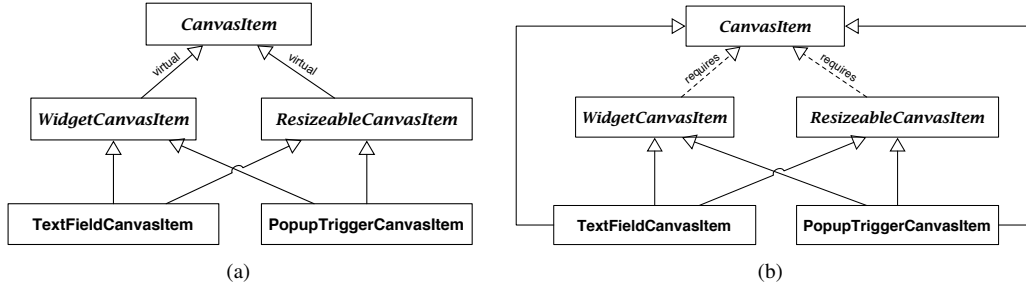 CanvasItem
virtual
virtual
WidgetCanvasItem
ResizeableCanvasItem
TextFieldCanvasItem
PopupTriggerCanvasItem
(a)
CanvasItem
requires
requires
WidgetCanvasItem
ResizeableCanvasItem
TextFieldCanvasItem
PopupTriggerCanvasItem
(b)